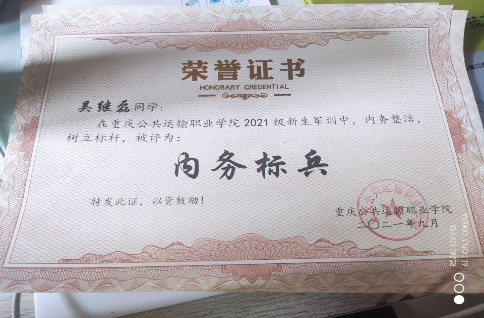 荣誉证书
HONORARY CREDENTIAL
吴继磊同学：
在重庆公共运输职业学院2021级新生军训中，内务整洁，
树立标杆，被评为：
内务标兵
特发此证，以资鼓励！
重庆公共运输职业学院
二〇二一年九月